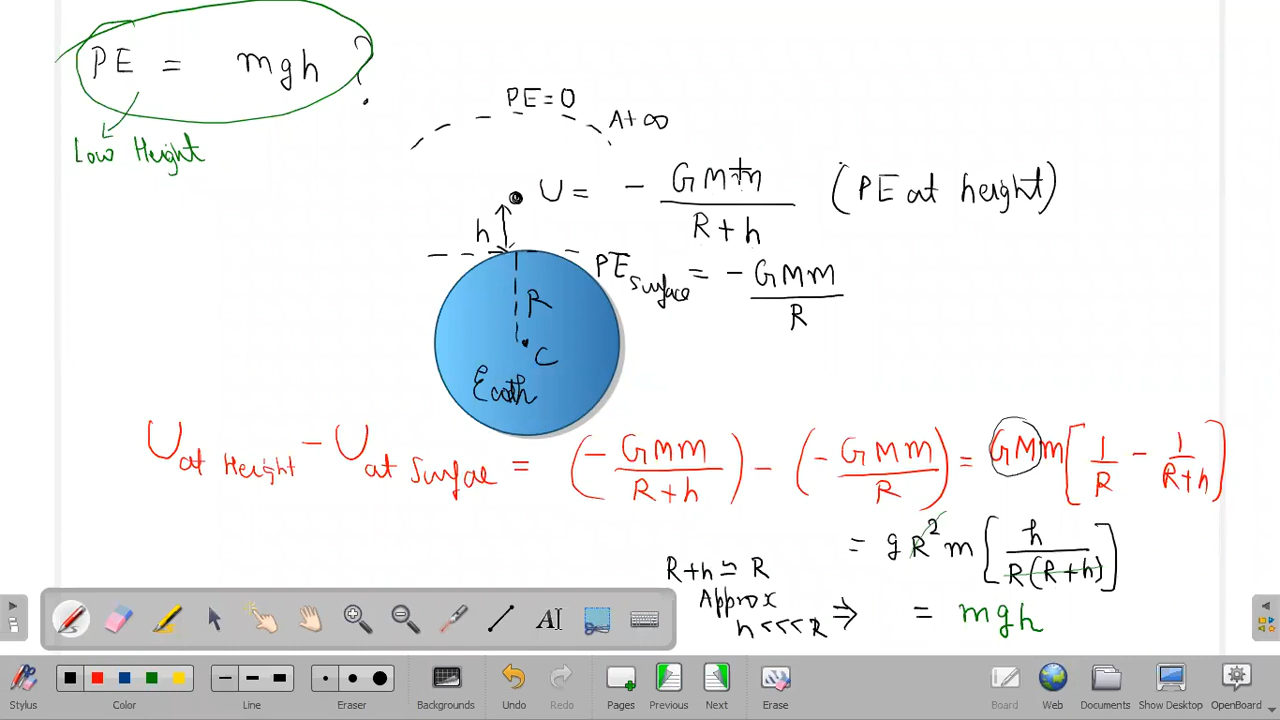 PE = mgh ?
Low Height
PE = 0
At ∞
U = - GMm / R + h (PE at height)
h
PE surface = - GMm / R
R
C
Earth
U at Height - U at Surfae = (- GMm / R + h) - (- GMm / R) = GMm [1 / R - 1 / R+h]
= g R² m [h / R(R+h)]
R+h ≃ R
Approx
h <<< R ⇒ = mgh
Stylus
Color
Line
Eraser
Backgrounds
Undo
Redo
Pages
Previous
Next
Erase
Board
Web
Documents
Show Desktop
OpenBoard